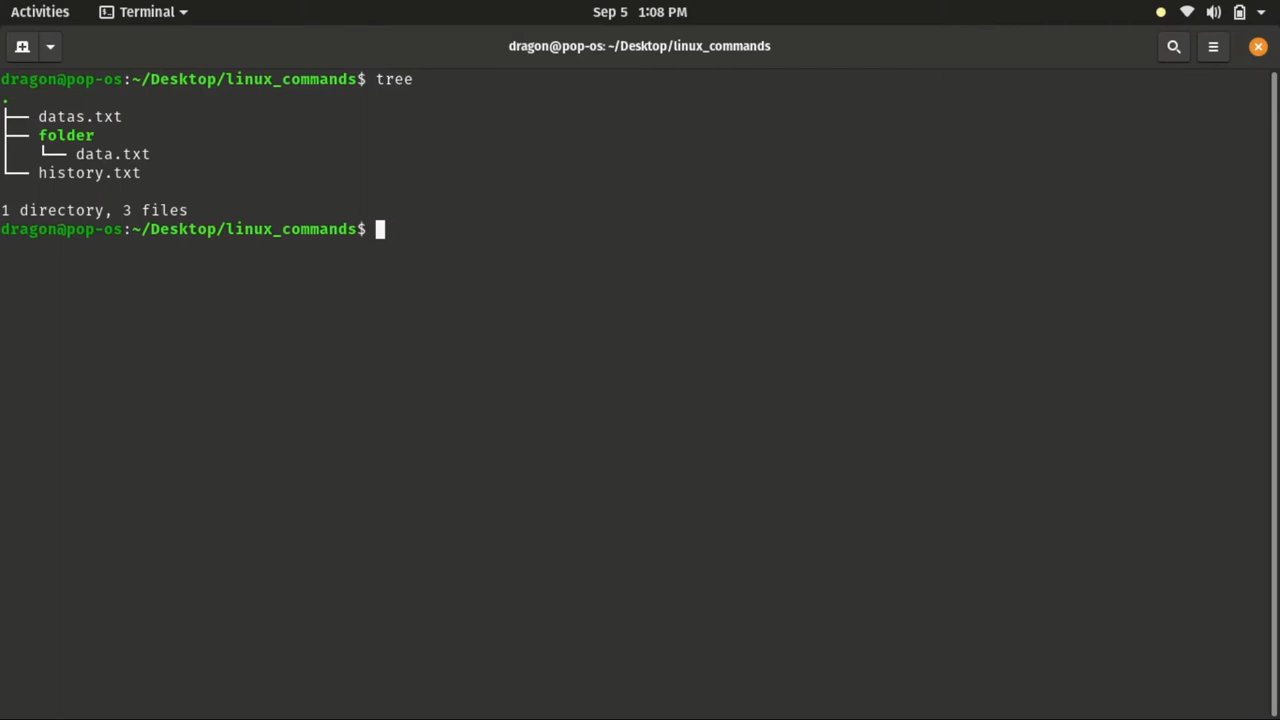 Activities Terminal Sep 5 1:08 PM
dragon@pop-os: ~/Desktop/linux_commands
dragon@pop-os:~/Desktop/linux_commands$ tree
.
├── datas.txt
├── folder
│   └── data.txt
└── history.txt
1 directory, 3 files
dragon@pop-os:~/Desktop/linux_commands$